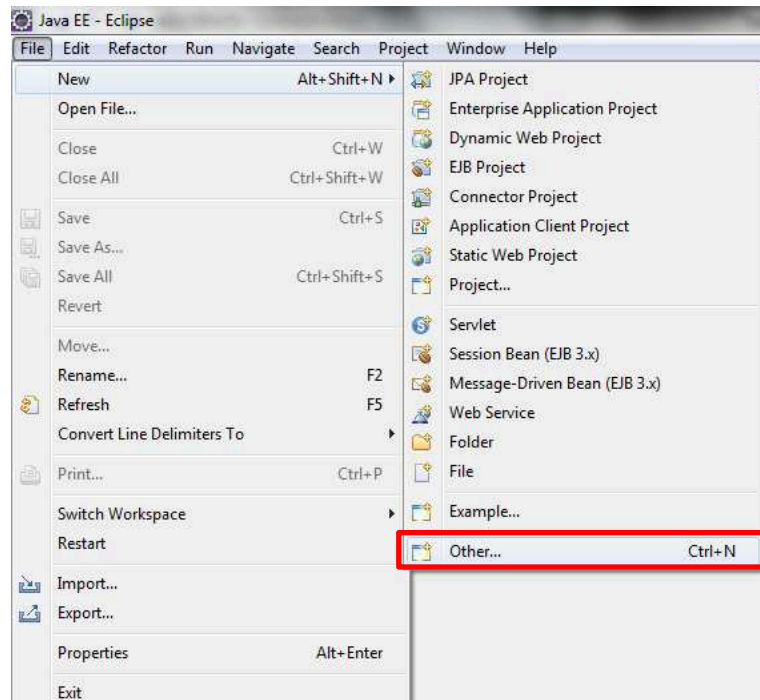 Java EE - Eclipse
File Edit Refactor Run Navigate Search Project Window Help
New Alt+Shift+N
Open File...
Close Ctrl+W
Close All Ctrl+Shift+W
Save Ctrl+S
Save As...
Save All Ctrl+Shift+S
Revert
Move...
Rename... F2
Refresh F5
Convert Line Delimiters To
Print... Ctrl+P
Switch Workspace
Restart
Import...
Export...
Properties Alt+Enter
Exit
JPA Project
Enterprise Application Project
Dynamic Web Project
EJB Project
Connector Project
Application Client Project
Static Web Project
Project...
Servlet
Session Bean (EJB 3.x)
Message-Driven Bean (EJB 3.x)
Web Service
Folder
File
Example...
Other... Ctrl+N